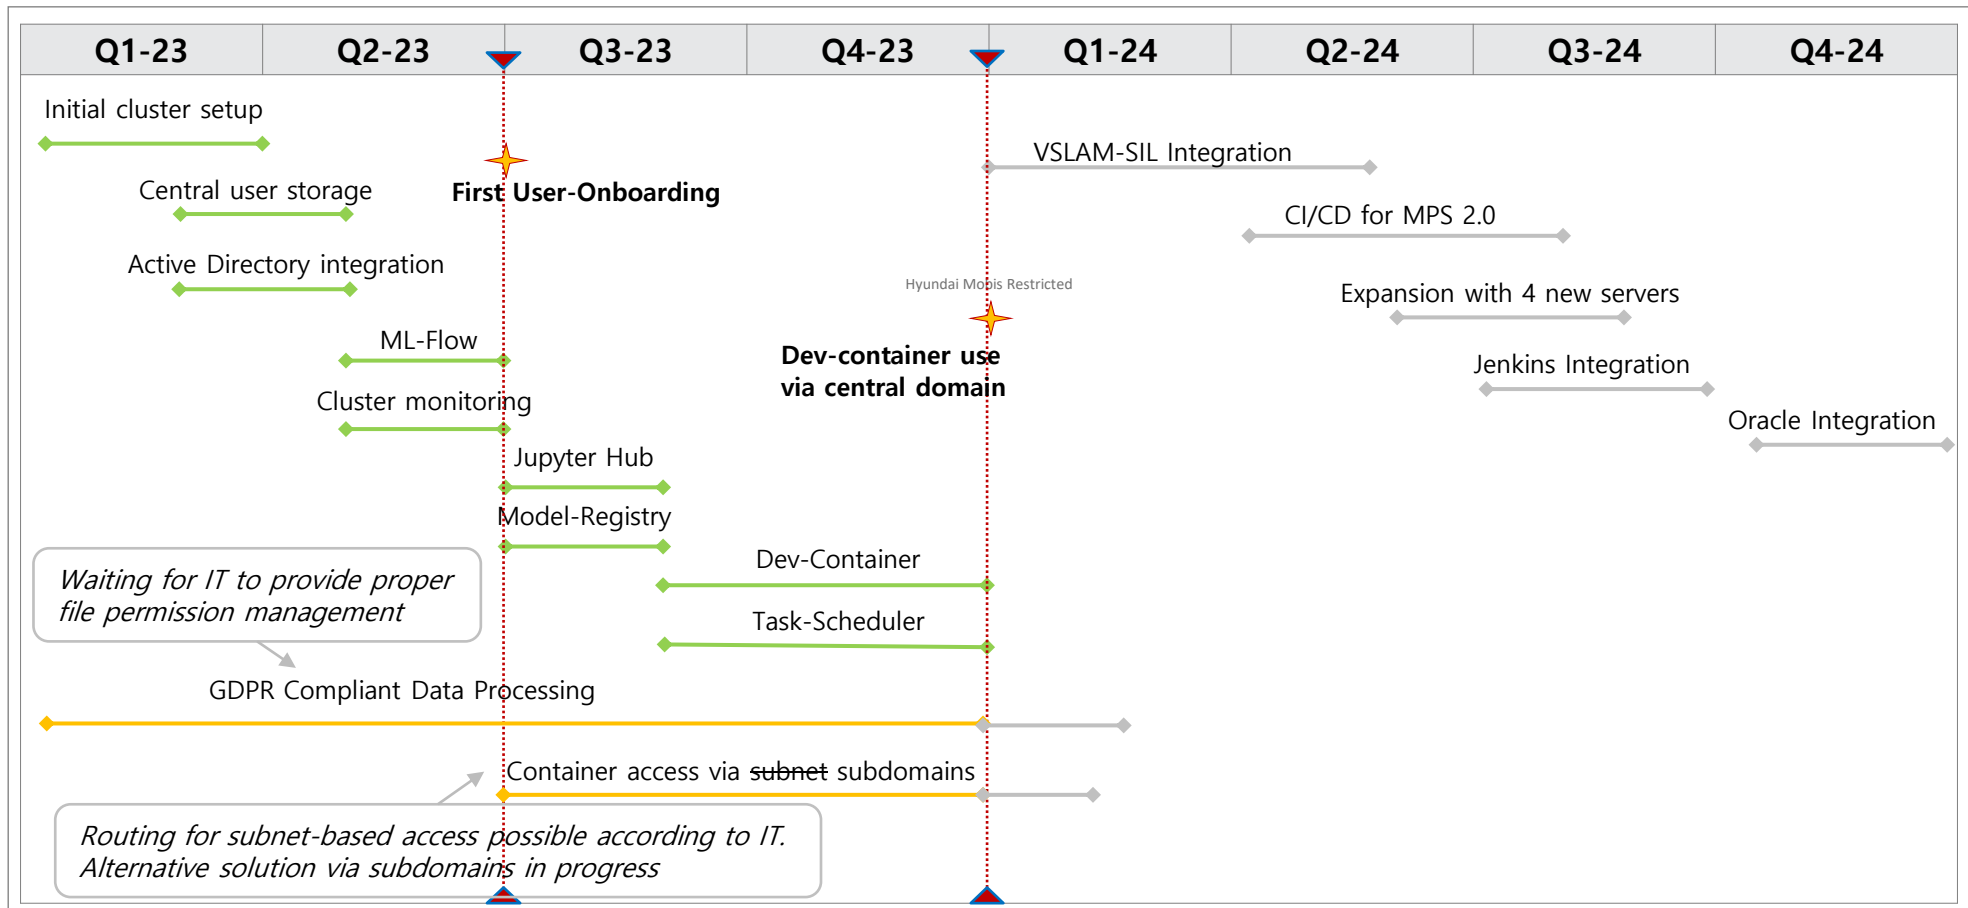 Q1-23 Q2-23 Q3-23 Q4-23 Q1-24 Q2-24 Q3-24 Q4-24
Initial cluster setup
VSLAM-SIL Integration
Central user storage
First User-Onboarding
CI/CD for MPS 2.0
Active Directory integration
Hyundai Mobis Restricted
Expansion with 4 new servers
ML-Flow
Dev-container use
via central domain
Jenkins Integration
Cluster monitoring
Oracle Integration
Jupyter Hub
Model-Registry
Dev-Container
Waiting for IT to provide proper
file permission management
Task-Scheduler
GDPR Compliant Data Processing
Container access via subnet subdomains
Routing for subnet-based access possible according to IT.
Alternative solution via subdomains in progress